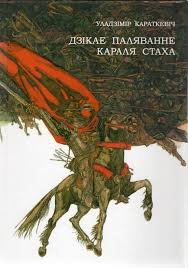 УЛАДЗІМІР КАРАТКЕВІЧ
ДЗІКАЕ ПАЛЯВАННЕ
КАРАЛЯ СТАХА